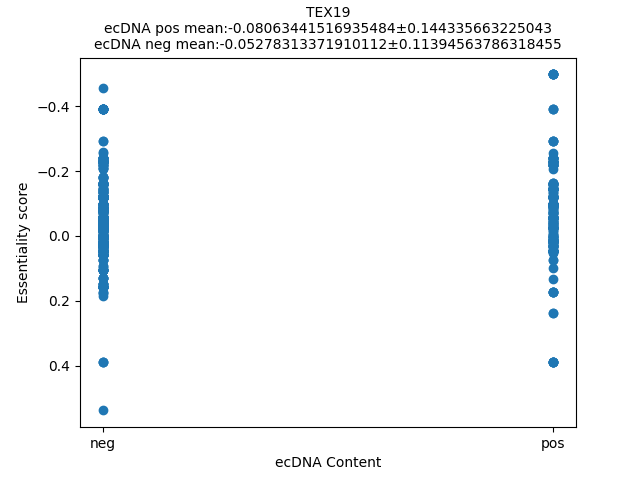 TEX19
ecDNA pos mean:-0.08063441516935484±0.144335663225043
ecDNA neg mean:-0.05278313371910112±0.11394563786318455
−0.4
−0.2
0.0
0.2
0.4
Essentiality score
neg
pos
ecDNA Content